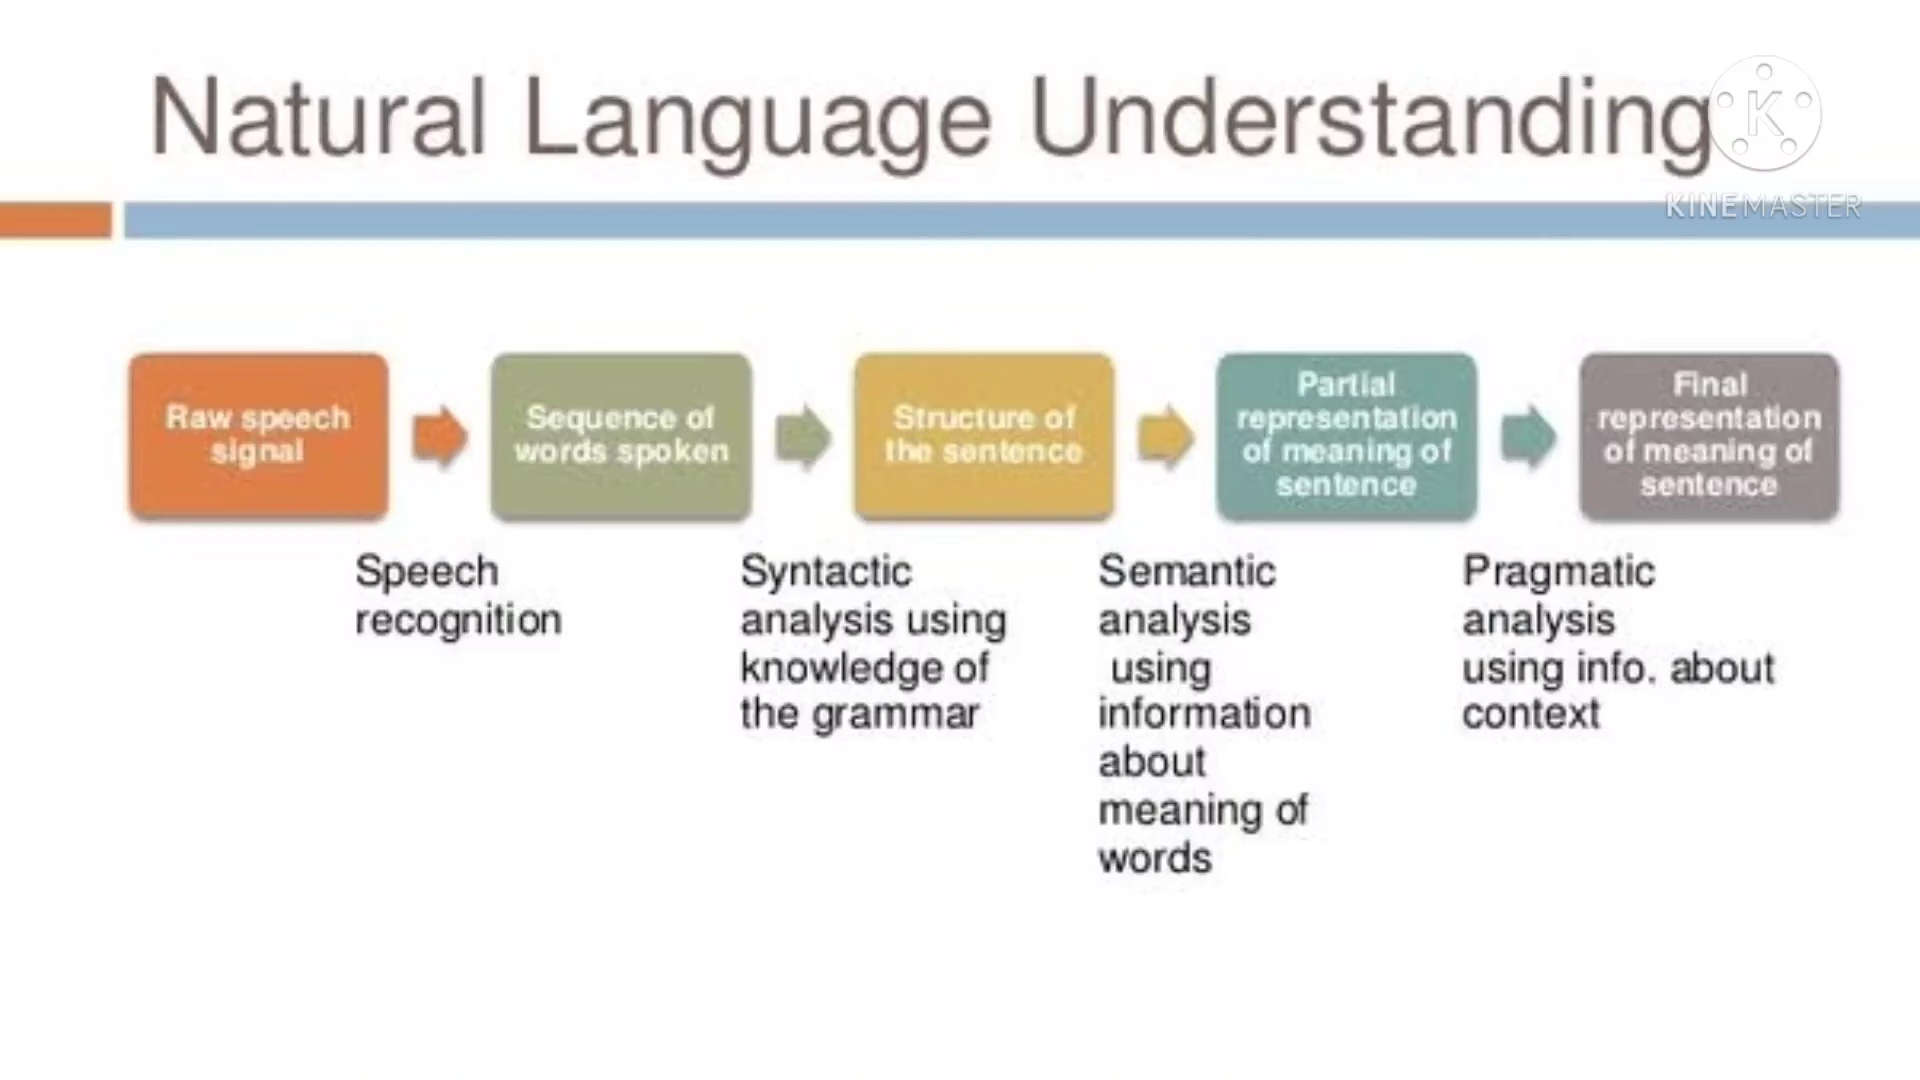 Natural Language Understanding
K
KINEMASTER
Raw speech
signal
Sequence of
words spoken
Structure of
the sentence
Partial
representation
of meaning of
sentence
Final
representation
of meaning of
sentence
Speech
recognition
Syntactic
analysis using
knowledge of
the grammar
Semantic
analysis
using
information
about
meaning of
words
Pragmatic
analysis
using info. about
context